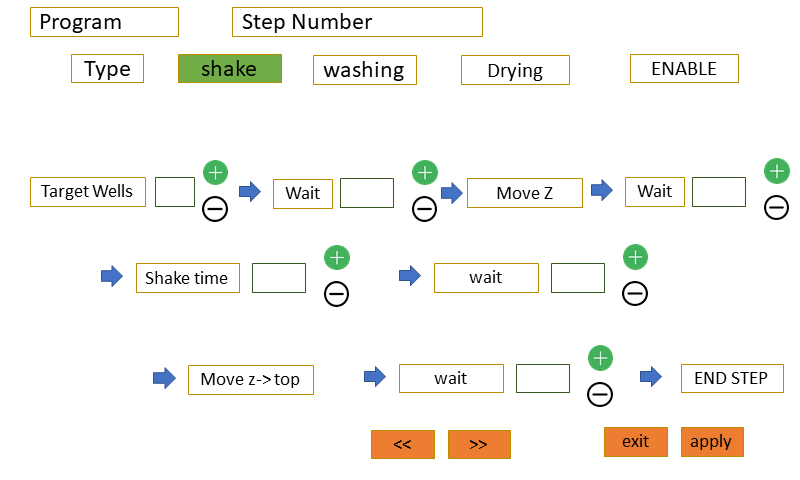 Program Step Number
Type shake washing Drying ENABLE
Target Wells Wait Move Z Wait
Shake time wait
Move z->top wait END STEP
<< >> exit apply